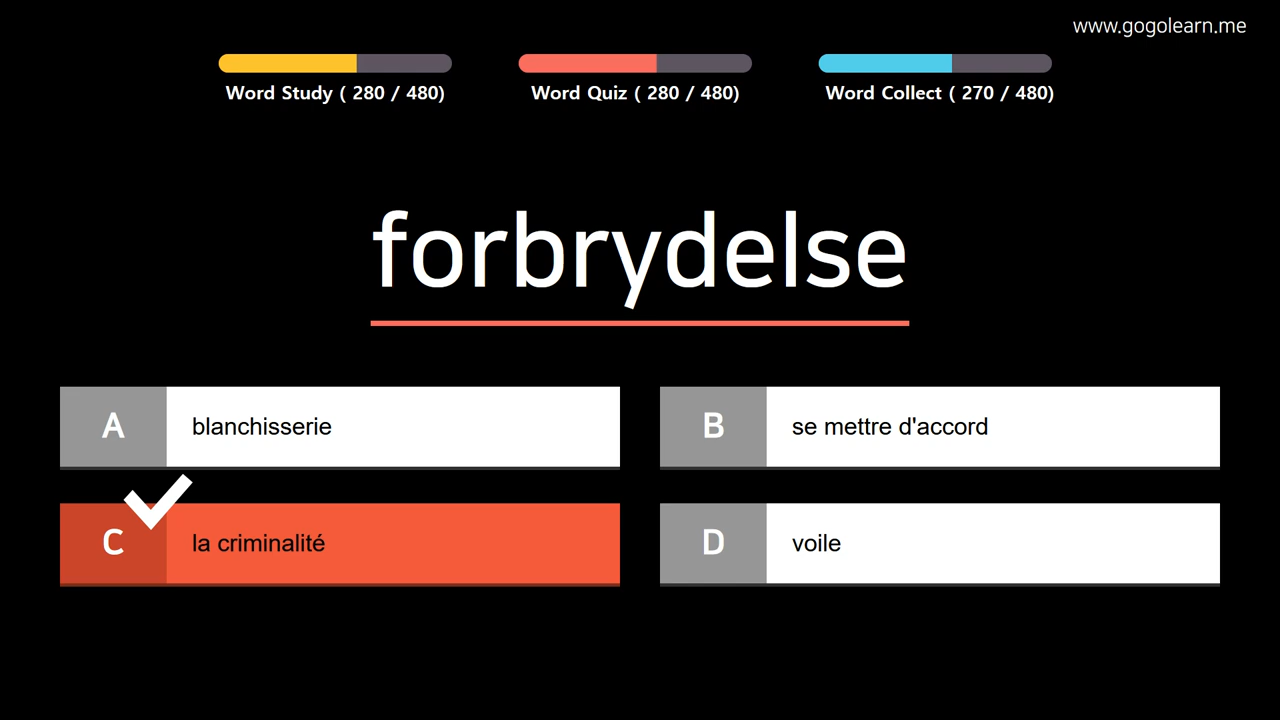 www.gogolearn.me
Word Study ( 280 / 480)
Word Quiz ( 280 / 480)
Word Collect ( 270 / 480)
forbrydelse
A blanchisserie
B se mettre d'accord
C la criminalité
D voile